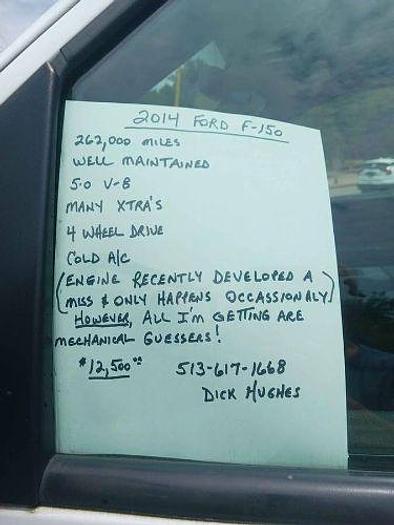 2014 FORD F-150
262,000 MILES
WELL MAINTAINED
5.0 V-8
MANY XTRA'S
4 WHEEL DRIVE
COLD A/C
(ENGINE RECENTLY DEVELOPED A
MISS & ONLY HAPPENS OCCASSIONALY)
HOWEVER, ALL I'M GETTING ARE
MECHANICAL GUESSERS!
$12,500°° 513-617-1668
DICK HUGHES